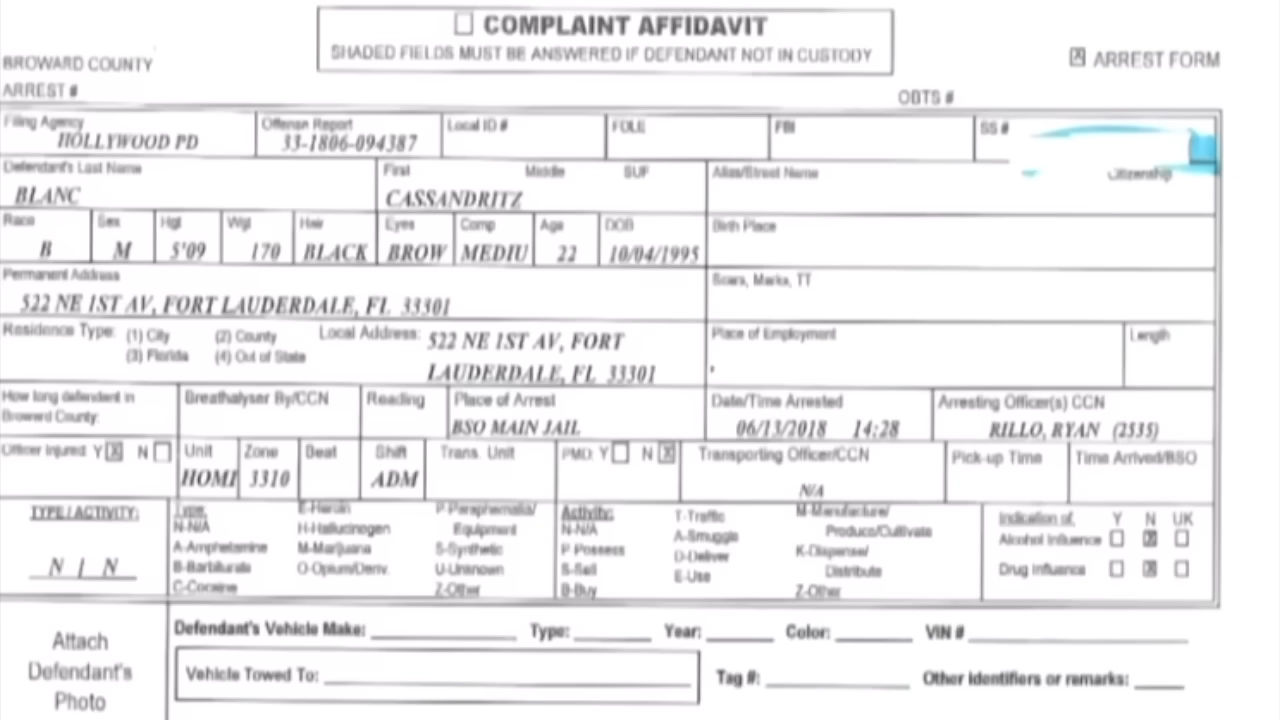 COMPLAINT AFFIDAVIT
SHADED FIELDS MUST BE ANSWERED IF DEFENDANT NOT IN CUSTODY
BROWARD COUNTY
ARREST FORM
ARREST #
OBTS #
Filing Agency Offense Report Local ID # FDLE FBI SS #
HOLLYWOOD PD 33-1806-094387
Defendant's Last Name First Middle SUF Alias/Street Name Citizenship
BLANC CASSANDRITZ
Race Sex Hgt Wgt Hair Eyes Comp Age DOB Birth Place
B M 5'09 170 BLACK BROW MEDIU 22 10/04/1995
Permanent Address Scars, Marks, TT
522 NE 1ST AV, FORT LAUDERDALE, FL 33301
Residence Type: (1) City (2) County Local Address: 522 NE 1ST AV, FORT Place of Employment Length
(3) Florida (4) Out of State
LAUDERDALE, FL 33301
How long defendant in Breathalyser By/CCN Reading Place of Arrest Date/Time Arrested Arresting Officer(s) CCN
Broward County:
BSO MAIN JAIL 06/13/2018 14:28 RILLO, RYAN (2535)
Officer Injured Y N Unit Zone Beat Shift Trans. Unit PMD: Y N Transporting Officer/CCN Pick-up Time Time Arrived/BSO
HOMI 3310 ADM N/A
TYPE / ACTIVITY: Type: E-Heroin P-Paraphernalia/ Activity: T-Traffic M-Manufacture/ Indication of: Y N UK
N-N/A H-Hallucinogen Equipment N-N/A A-Smuggle Produce/Cultivate Alcohol Influence
A-Amphetamine M-Marijuana S-Synthetic P-Possess D-Deliver K-Dispense/
N / N B-Barbiturate O-Opium/Deriv. U-Unknown S-Sell E-Use Distribute Drug Influence
C-Cocaine Z-Other B-Buy Z-Other
Attach
Defendant's
Photo
Defendant's Vehicle Make: Type: Year: Color: VIN #
Vehicle Towed To: Tag #: Other identifiers or remarks: